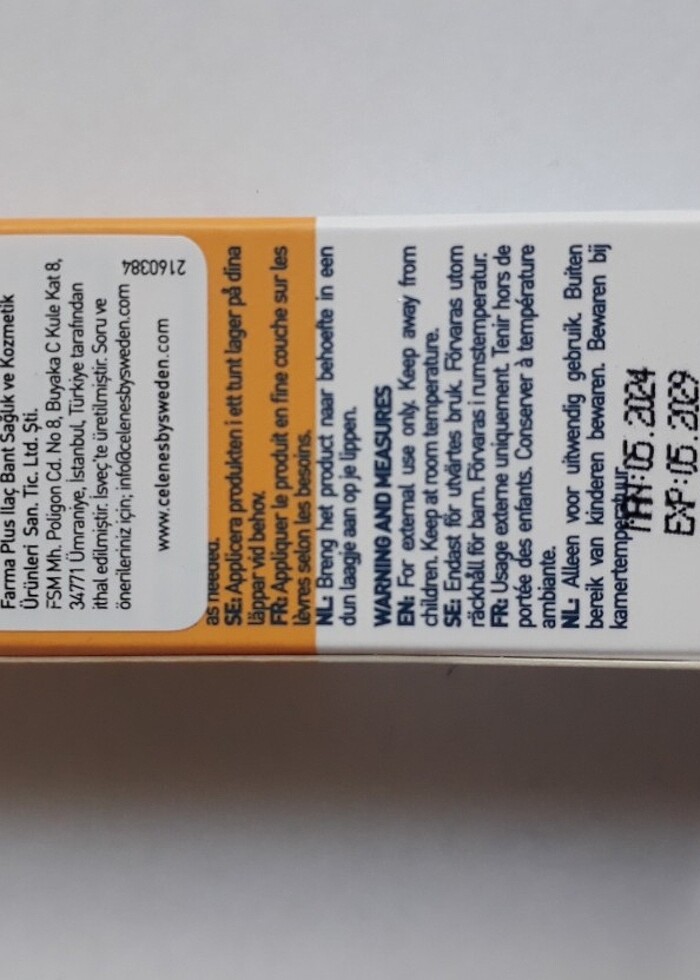 Farma Plus İlaç Bant Sağlık ve Kozmetik
Ürünleri San. Tic. Ltd. Şti.
FSM Mh. Poligon Cd. No 8, Buyaka C Kule Kat 8,
34771 Ümraniye, İstanbul, Türkiye tarafından
ithal edilmiştir. İsveç'te üretilmiştir. Soru ve
önerileriniz için; info@celenesbysweden.com
www.celenesbysweden.com
2160384
as needed.
SE: Applicera produkten i ett tunt lager på dina
läppar vid behov.
FR: Appliquer le produit en fine couche sur les
lèvres selon les besoins.
NL: Breng het product naar behoefte in een
dun laagje aan op je lippen.
WARNING AND MEASURES
EN: For external use only. Keep away from
children. Keep at room temperature.
SE: Endast för utvärtes bruk. Förvaras utom
räckhåll för barn. Förvaras i rumstemperatur.
FR: Usage externe uniquement. Tenir hors de
portée des enfants. Conserver à température
ambiante.
NL: Alleen voor uitwendig gebruik. Buiten
bereik van kinderen bewaren. Bewaren bij
kamertemperatuur.
MAN:05.2024
EXP:05.2029